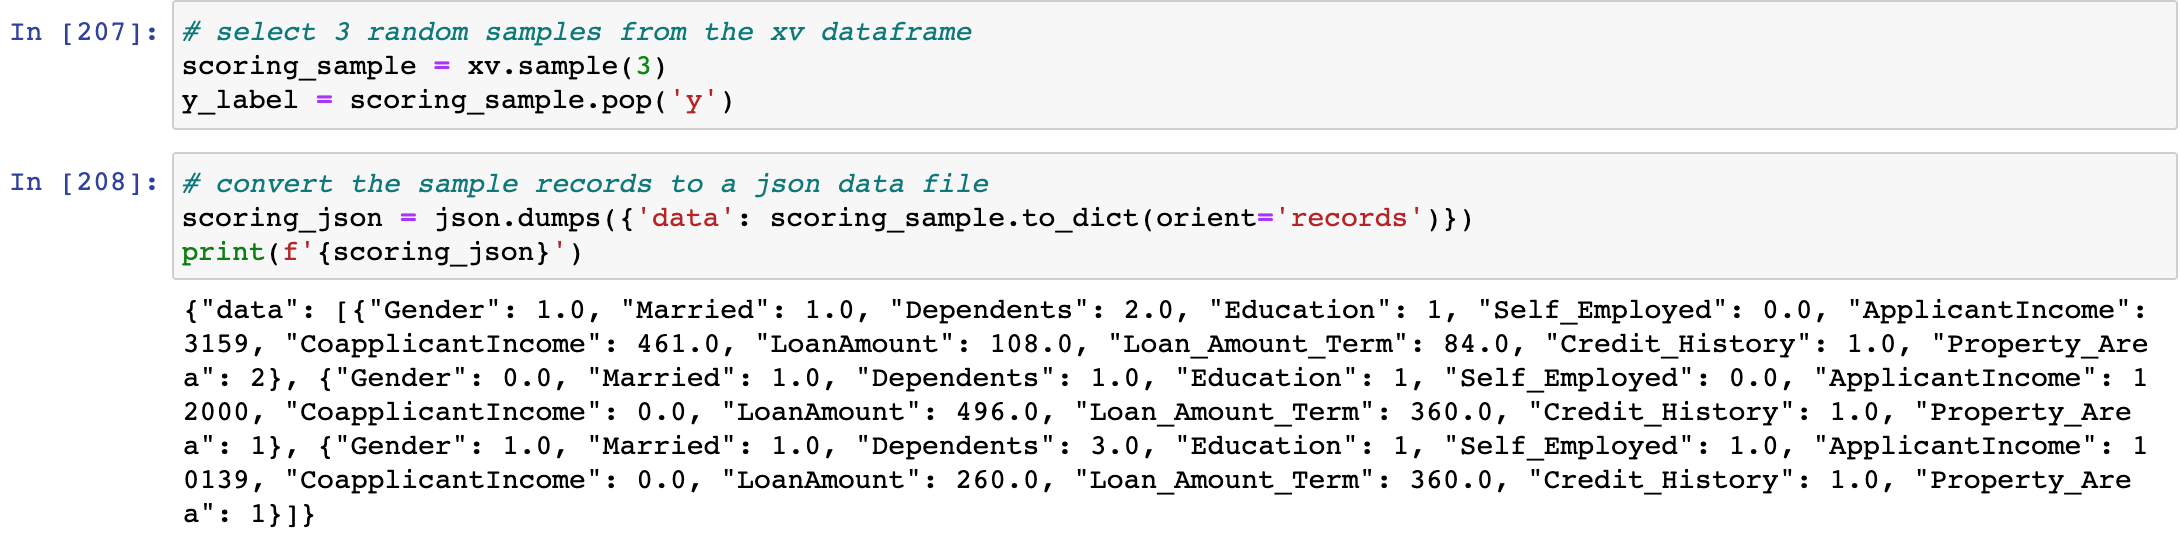 In [207]: # select 3 random samples from the xv dataframe
scoring_sample = xv.sample(3)
y_label = scoring_sample.pop('y')
In [208]: # convert the sample records to a json data file
scoring_json = json.dumps({'data': scoring_sample.to_dict(orient='records')})
print(f'{scoring_json}')
{"data": [{"Gender": 1.0, "Married": 1.0, "Dependents": 2.0, "Education": 1, "Self_Employed": 0.0, "ApplicantIncome":
3159, "CoapplicantIncome": 461.0, "LoanAmount": 108.0, "Loan_Amount_Term": 84.0, "Credit_History": 1.0, "Property_Are
a": 2}, {"Gender": 0.0, "Married": 1.0, "Dependents": 1.0, "Education": 1, "Self_Employed": 0.0, "ApplicantIncome": 1
2000, "CoapplicantIncome": 0.0, "LoanAmount": 496.0, "Loan_Amount_Term": 360.0, "Credit_History": 1.0, "Property_Are
a": 1}, {"Gender": 1.0, "Married": 1.0, "Dependents": 3.0, "Education": 1, "Self_Employed": 1.0, "ApplicantIncome": 1
0139, "CoapplicantIncome": 0.0, "LoanAmount": 260.0, "Loan_Amount_Term": 360.0, "Credit_History": 1.0, "Property_Are
a": 1}]}